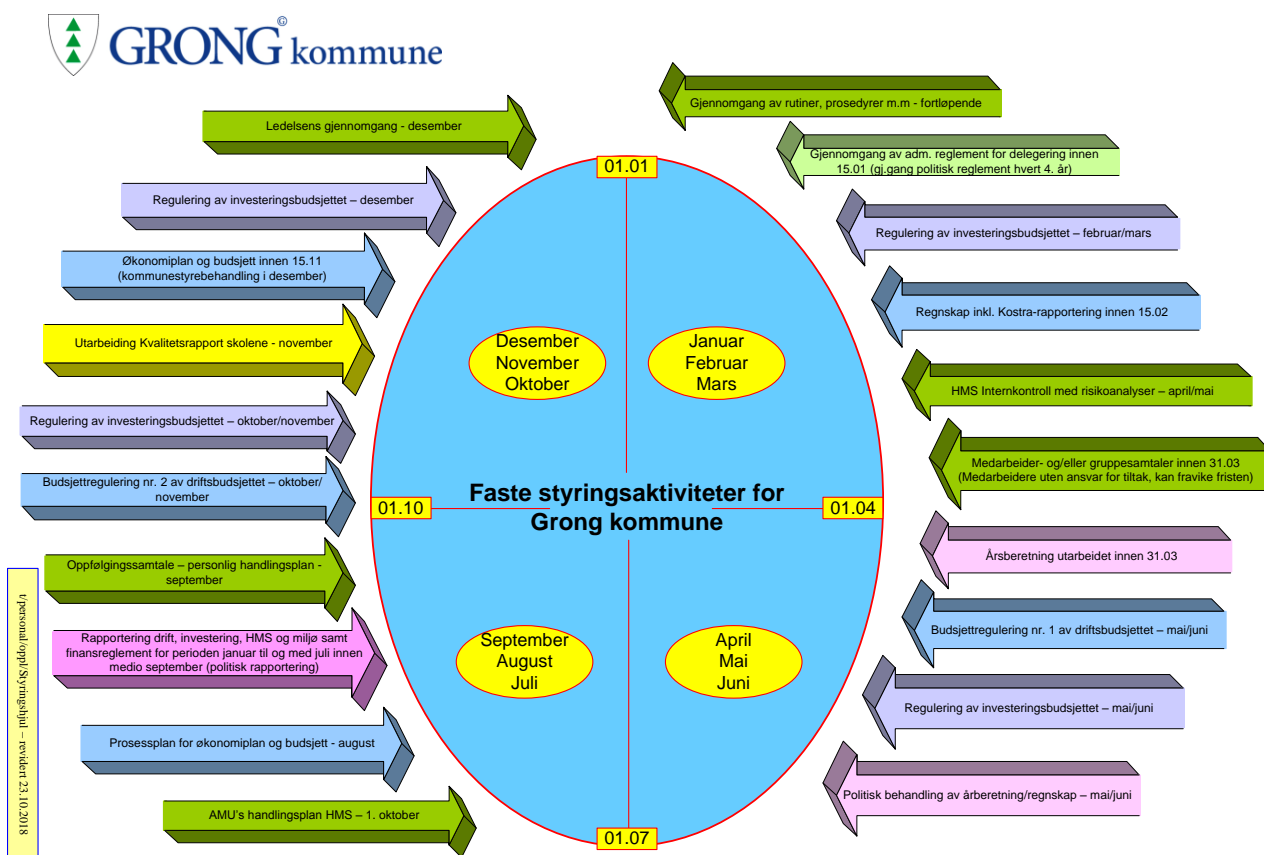 GRONG© kommune
Gjennomgang av rutiner, prosedyrer m.m - fortløpende
Ledelsens gjennomgang - desember
Gjennomgang av adm. reglement for delegering innen
15.01 (gj.gang politisk reglement hvert 4. år)
01.01
Regulering av investeringsbudsjettet – desember
Regulering av investeringsbudsjettet – februar/mars
Økonomiplan og budsjett innen 15.11
(kommunestyrebehandling i desember)
Regnskap inkl. Kostra-rapportering innen 15.02
Utarbeiding Kvalitetsrapport skolene - november
Desember
November
Oktober
Januar
Februar
Mars
HMS Internkontroll med risikoanalyser – april/mai
Regulering av investeringsbudsjettet – oktober/november
Medarbeider- og/eller gruppesamtaler innen 31.03
(Medarbeidere uten ansvar for tiltak, kan fravike fristen)
Budsjettregulering nr. 2 av driftsbudsjettet – oktober/
november
01.10
Faste styringsaktiviteter for
Grong kommune
01.04
Årsberetning utarbeidet innen 31.03
Oppfølgingssamtale – personlig handlingsplan -
september
Budsjettregulering nr. 1 av driftsbudsjettet – mai/juni
Rapportering drift, investering, HMS og miljø samt
finansreglement for perioden januar til og med juli innen
medio september (politisk rapportering)
September
August
Juli
April
Mai
Juni
Regulering av investeringsbudsjettet – mai/juni
Prosessplan for økonomiplan og budsjett - august
Politisk behandling av årberetning/regnskap – mai/juni
AMU's handlingsplan HMS – 1. oktober
01.07
t/personal/oppl/Styringshjul – revidert 23.10.2018